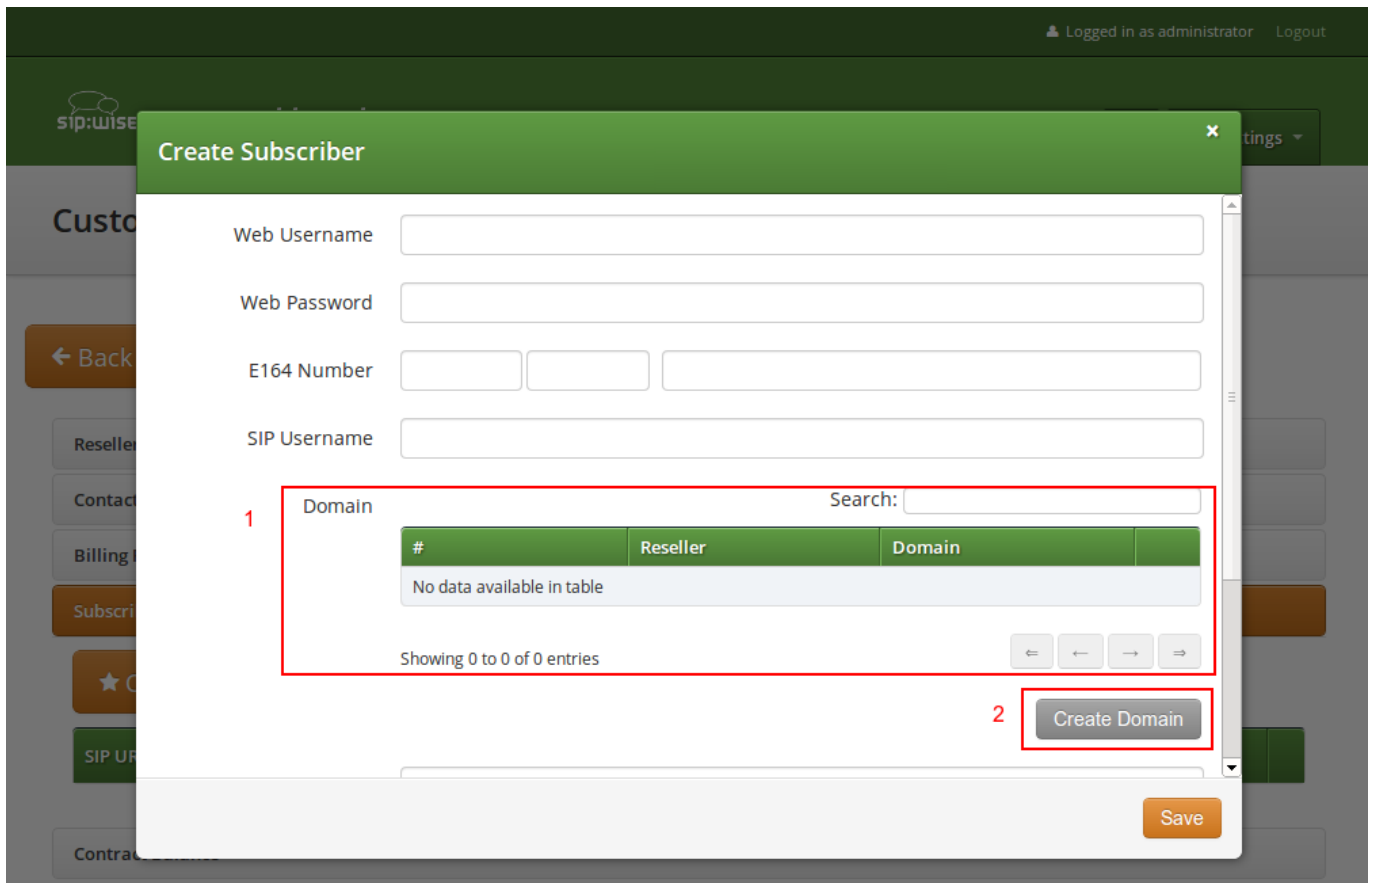 Logged in as administrator Logout
sip:wise
tings
Create Subscriber
×
Custo
Web Username
Web Password
Back
E164 Number
SIP Username
Reseller
Contact
Domain
Search:
1
# Reseller Domain
Billing
No data available in table
Subscri
Showing 0 to 0 of 0 entries
⇐ ← → ⇒
2
Create Domain
SIP UR
Save
Contrac